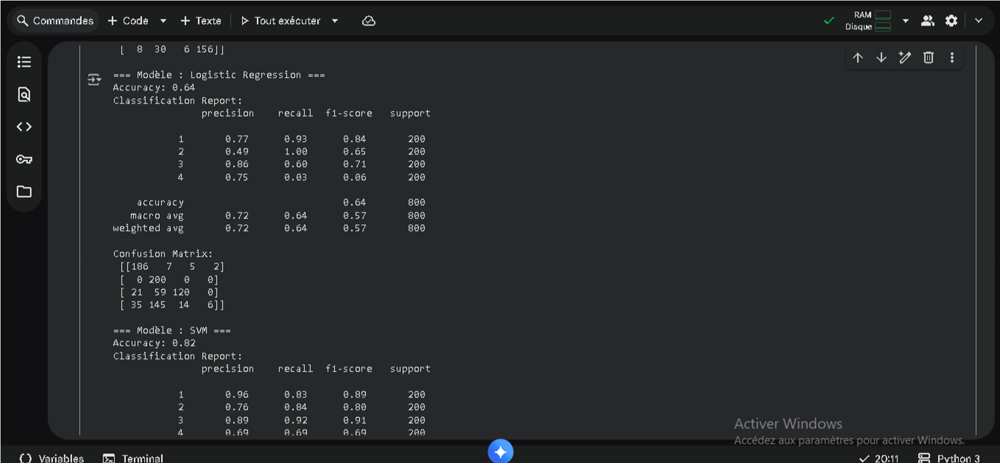 Commandes + Code + Texte Tout exécuter RAM
Disque
[ 8 30 6 156]]
=== Modèle : Logistic Regression ===
Accuracy: 0.64
Classification Report:
precision recall f1-score support
1 0.77 0.93 0.84 200
2 0.49 1.00 0.65 200
3 0.86 0.60 0.71 200
4 0.75 0.03 0.06 200
accuracy 0.64 800
macro avg 0.72 0.64 0.57 800
weighted avg 0.72 0.64 0.57 800
Confusion Matrix:
[[186 7 5 2]
[ 0 200 0 0]
[ 21 59 120 0]
[ 35 145 14 6]]
=== Modèle : SVM ===
Accuracy: 0.82
Classification Report:
precision recall f1-score support
1 0.96 0.83 0.89 200
2 0.76 0.84 0.80 200
3 0.89 0.92 0.91 200
4 0.69 0.69 0.69 200
Activer Windows
Accédez aux paramètres pour activer Windows.
Variables Terminal 20:11 Python 3